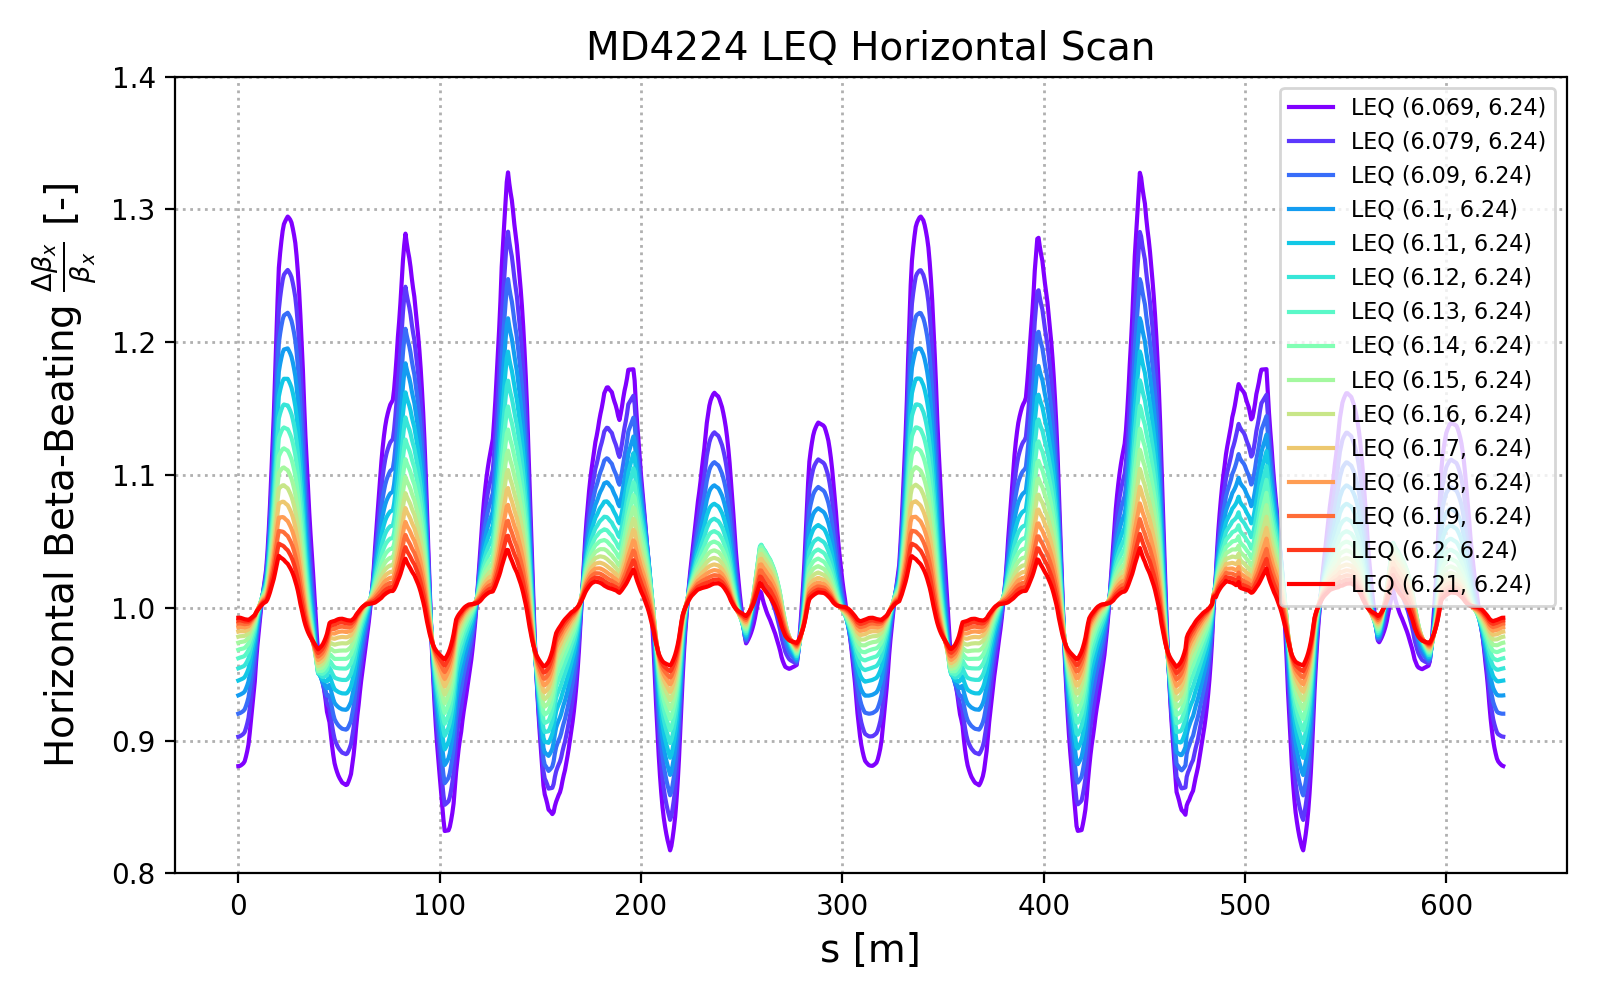 MD4224 LEQ Horizontal Scan
1.4
1.3
1.2
1.1
1.0
0.9
0.8
Horizontal Beta-Beating Δβx/βx [-]
LEQ (6.069, 6.24)
LEQ (6.079, 6.24)
LEQ (6.09, 6.24)
LEQ (6.1, 6.24)
LEQ (6.11, 6.24)
LEQ (6.12, 6.24)
LEQ (6.13, 6.24)
LEQ (6.14, 6.24)
LEQ (6.15, 6.24)
LEQ (6.16, 6.24)
LEQ (6.17, 6.24)
LEQ (6.18, 6.24)
LEQ (6.19, 6.24)
LEQ (6.2, 6.24)
LEQ (6.21, 6.24)
0 100 200 300 400 500 600
s [m]